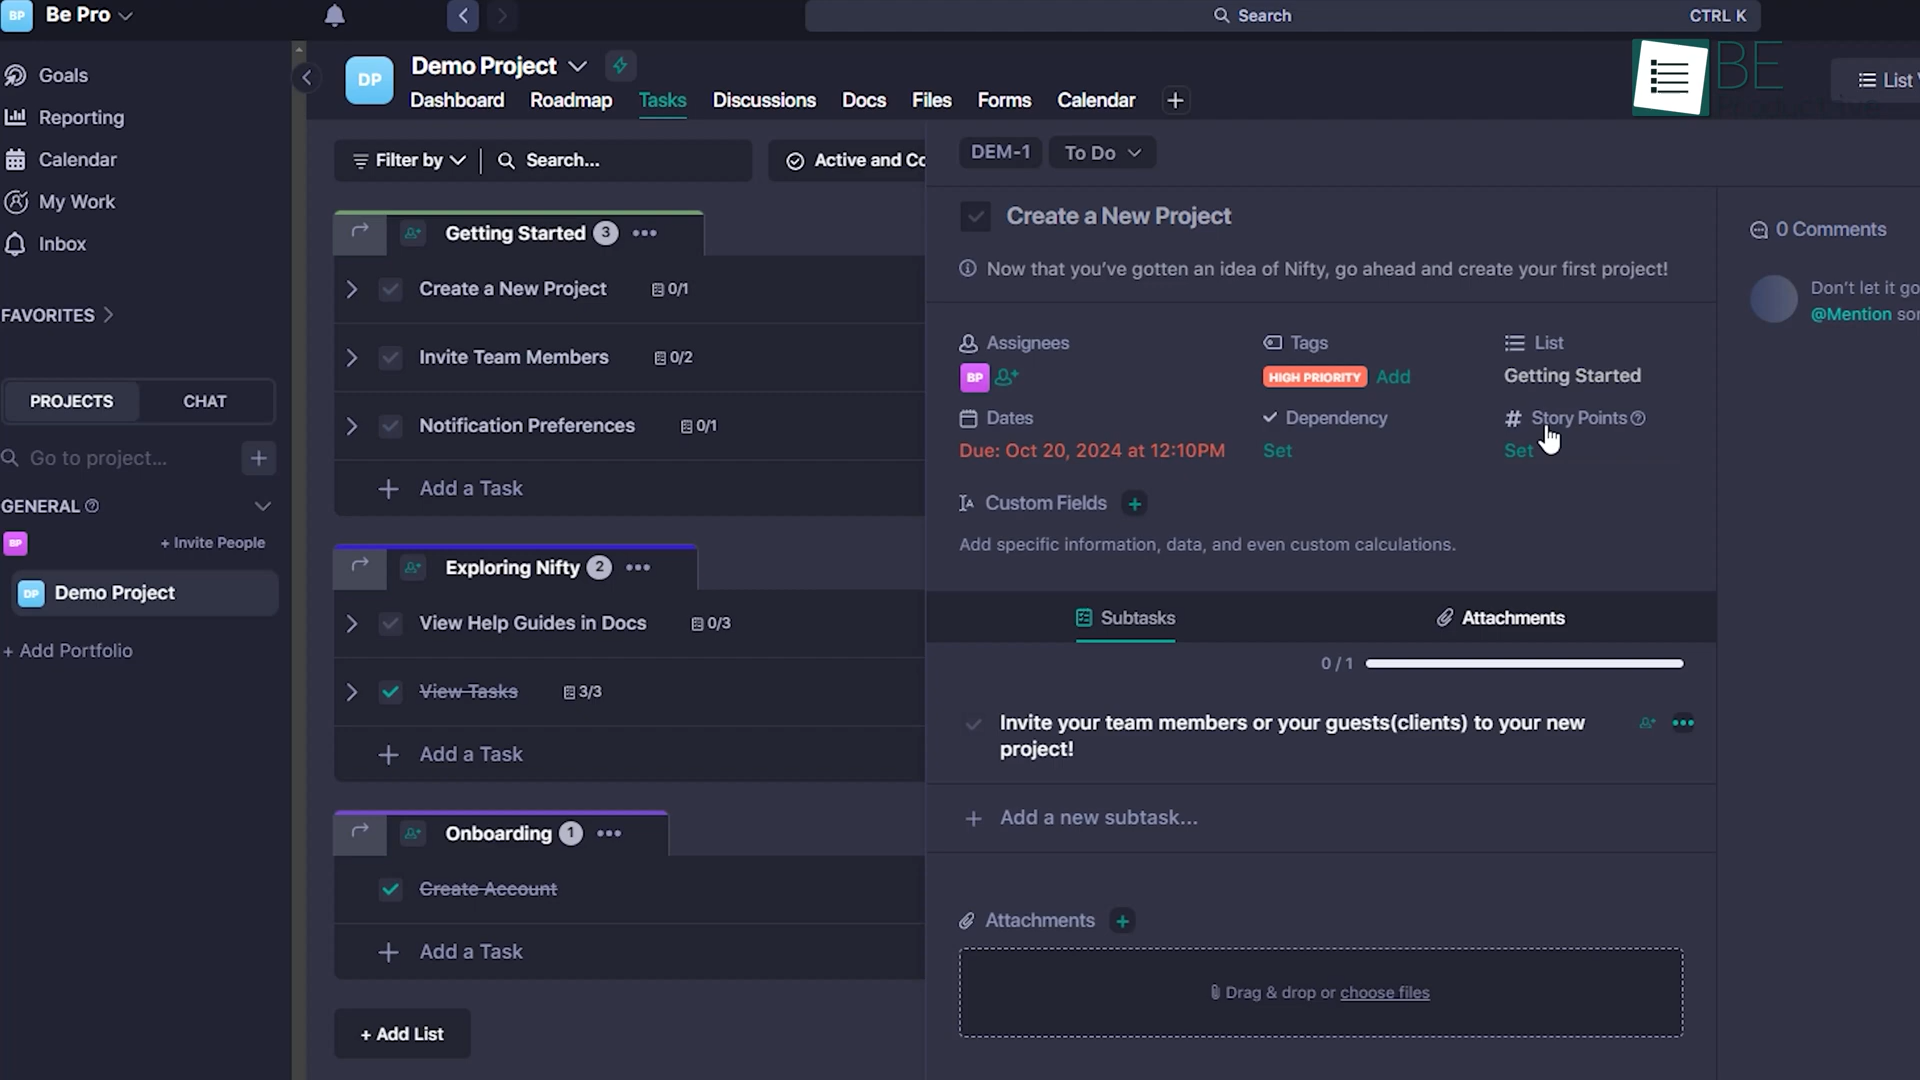 BP Be Pro
Search CTRL K
Goals
Reporting
Calendar
My Work
Inbox
FAVORITES
PROJECTS CHAT
Go to project...
GENERAL
BP + Invite People
DP Demo Project
+ Add Portfolio
DP Demo Project
Dashboard Roadmap Tasks Discussions Docs Files Forms Calendar
BE
List
Filter by Search... Active and Co
Getting Started 3
Create a New Project 0/1
Invite Team Members 0/2
Notification Preferences 0/1
+ Add a Task
Exploring Nifty 2
View Help Guides in Docs 0/3
View Tasks 3/3
+ Add a Task
Onboarding 1
Create Account
+ Add a Task
+ Add List
DEM-1 To Do
Create a New Project
Now that you've gotten an idea of Nifty, go ahead and create your first project!
Assignees Tags List
BP HIGH PRIORITY Add Getting Started
Dates Dependency # Story Points
Due: Oct 20, 2024 at 12:10PM Set Set
Custom Fields +
Add specific information, data, and even custom calculations.
Subtasks Attachments
0 / 1
Invite your team members or your guests(clients) to your new
project!
+ Add a new subtask...
Attachments +
Drag & drop or choose files
0 Comments
Don't let it go
@Mention som